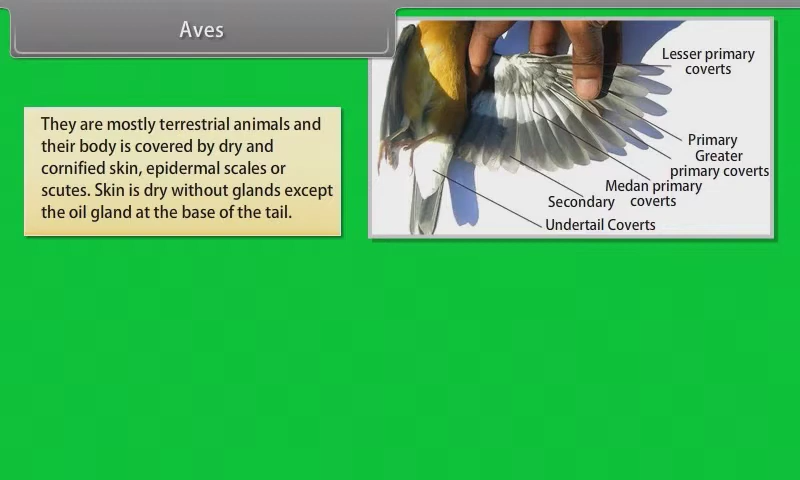 Aves
They are mostly terrestrial animals and
their body is covered by dry and
cornified skin, epidermal scales or
scutes. Skin is dry without glands except
the oil gland at the base of the tail.
Lesser primary
coverts
Primary
Greater
primary coverts
Medan primary
coverts
Secondary
Undertail Coverts